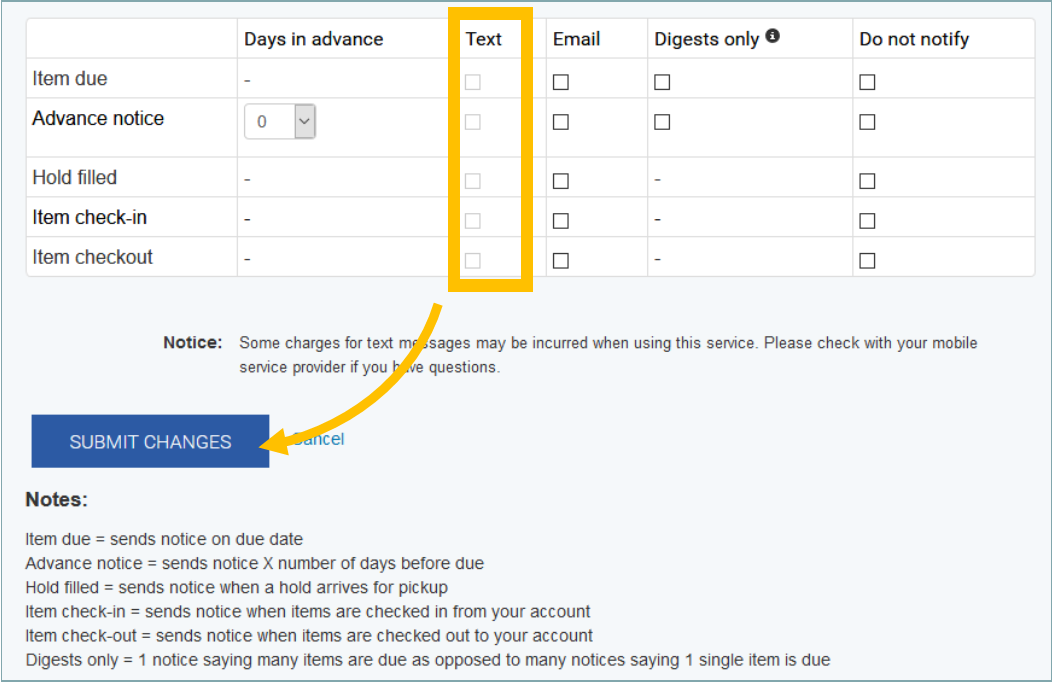 Days in advance Text Email Digests only Do not notify
Item due -
Advance notice 0
Hold filled - -
Item check-in - -
Item checkout - -
Notice: Some charges for text messages may be incurred when using this service. Please check with your mobile
service provider if you have questions.
SUBMIT CHANGES Cancel
Notes:
Item due = sends notice on due date
Advance notice = sends notice X number of days before due
Hold filled = sends notice when a hold arrives for pickup
Item check-in = sends notice when items are checked in from your account
Item check-out = sends notice when items are checked out to your account
Digests only = 1 notice saying many items are due as opposed to many notices saying 1 single item is due